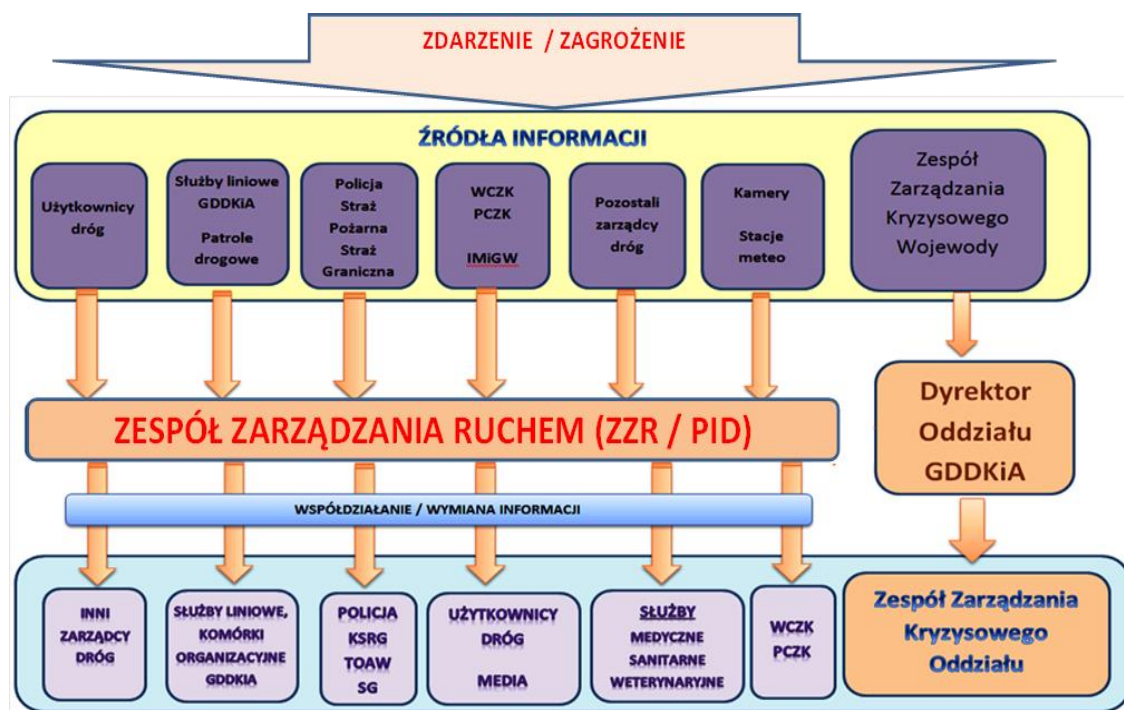 ZDARZENIE / ZAGROŻENIE
ŹRÓDŁA INFORMACJI
Użytkownicy
dróg
Służby liniowe
GDDKiA
Patrole
drogowe
Policja
Straż
Pożarna
Straż
Graniczna
WCZK
PCZK
IMiGW
Pozostali
zarządcy
dróg
Kamery
Stacje
meteo
Zespół
Zarządzania
Kryzysowego
Wojewody
ZESPÓŁ ZARZĄDZANIA RUCHEM (ZZR / PID)
Dyrektor
Oddziału
GDDKiA
WSPÓŁDZIAŁANIE / WYMIANA INFORMACJI
INNI
ZARZĄDCY
DRÓG
SŁUŻBY LINIOWE,
KOMÓRKI
ORGANIZACYJNE
GDDKIA
POLICJA
KSRG
TOAW
SG
UŻYTKOWNICY
DRÓG
MEDIA
SŁUŻBY
MEDYCZNE
SANITARNE
WETERYNARYJNE
WCZK
PCZK
Zespół Zarządzania
Kryzysowego
Oddziału